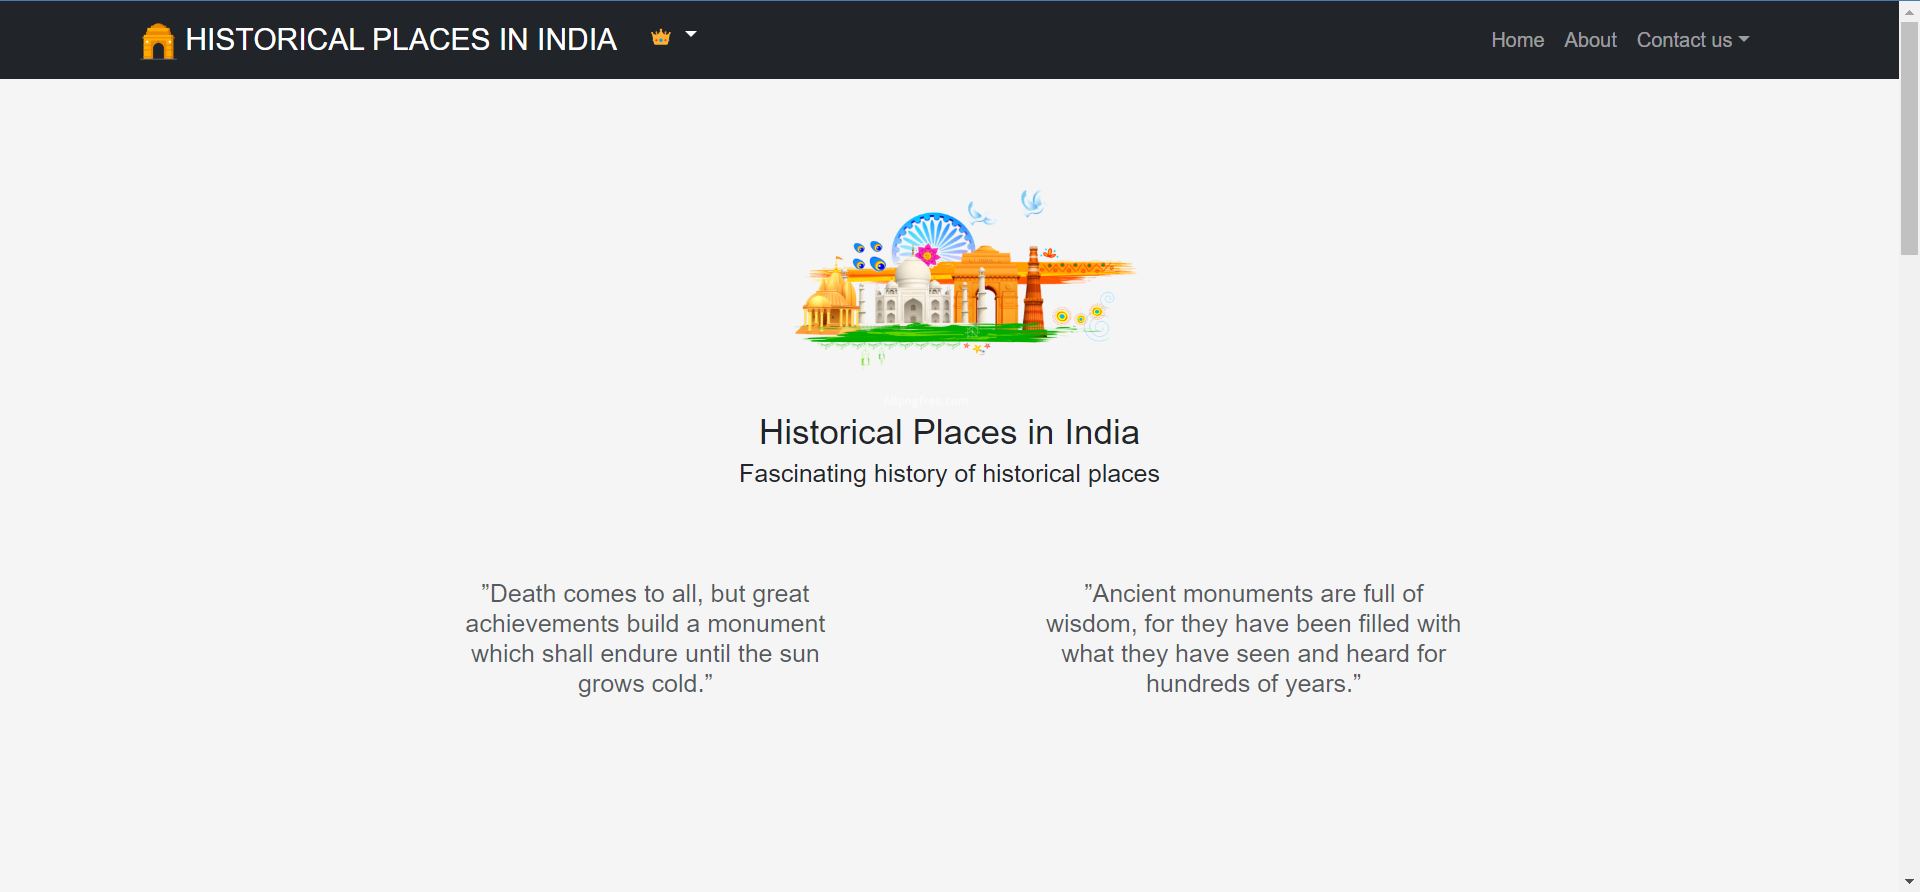 HISTORICAL PLACES IN INDIA
Home About Contact us
Historical Places in India
Fascinating history of historical places
”Death comes to all, but great
achievements build a monument
which shall endure until the sun
grows cold.”
”Ancient monuments are full of
wisdom, for they have been filled with
what they have seen and heard for
hundreds of years.”